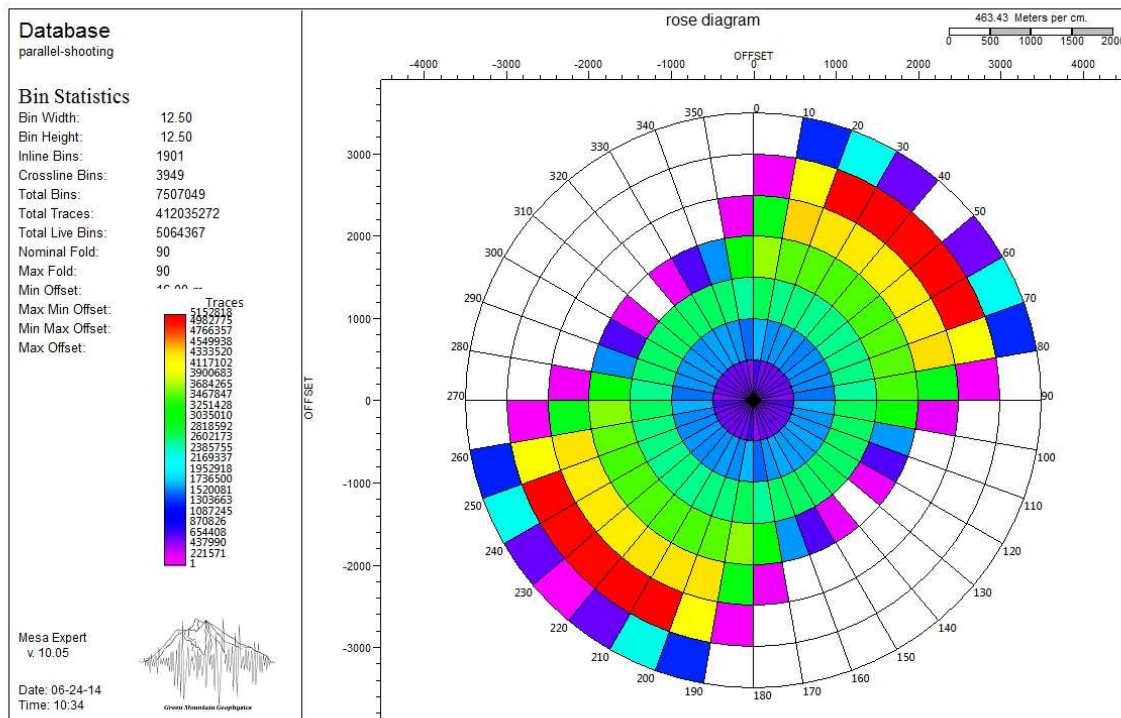 Database
parallel-shooting
Bin Statistics
Bin Width: 12.50
Bin Height: 12.50
Inline Bins: 1901
Crossline Bins: 3949
Total Bins: 7507049
Total Traces: 412035272
Total Live Bins: 5064367
Nominal Fold: 90
Max Fold: 90
Min Offset:
Max Min Offset:
Min Max Offset:
Max Offset:
Traces
5152818
4982775
4766357
4549938
4333520
4117102
3900683
3684265
3467847
3251428
3035010
2818592
2602173
2385755
2169337
1952918
1736500
1520081
1303663
1087245
870826
654408
437990
221571
1
Mesa Expert
v. 10.05
Date: 06-24-14
Time: 10:34
Green Mountain Geophysics
rose diagram
463.43 Meters per cm.
0 500 1000 1500 2000
OFFSET
-4000 -3000 -2000 -1000 0 1000 2000 3000 4000
OFFSET
3000
2000
1000
0
-1000
-2000
-3000
0
10
20
30
40
50
60
70
80
90
100
110
120
130
140
150
160
170
180
190
200
210
220
230
240
250
260
270
280
290
300
310
320
330
340
350